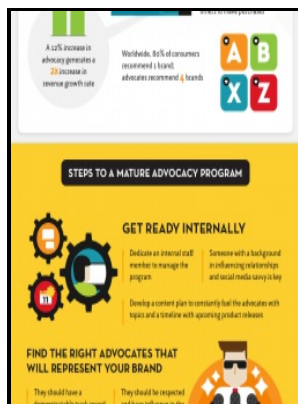 A 12% increase in
advocacy generates a
2X increase in
revenue growth rate
Worldwide, 80% of consumers
recommend 1 brand;
advocates recommend 4 brands
A B
X Z
STEPS TO A MATURE ADVOCACY PROGRAM
GET READY INTERNALLY
Dedicate an internal staff
member to manage the
program
Someone with a background
in influencing relationships
and social media savvy is key
Develop a content plan to constantly fuel the advocates with
topics and a timeline with upcoming product releases
FIND THE RIGHT ADVOCATES THAT
WILL REPRESENT YOUR BRAND
They should have a
They should be respected